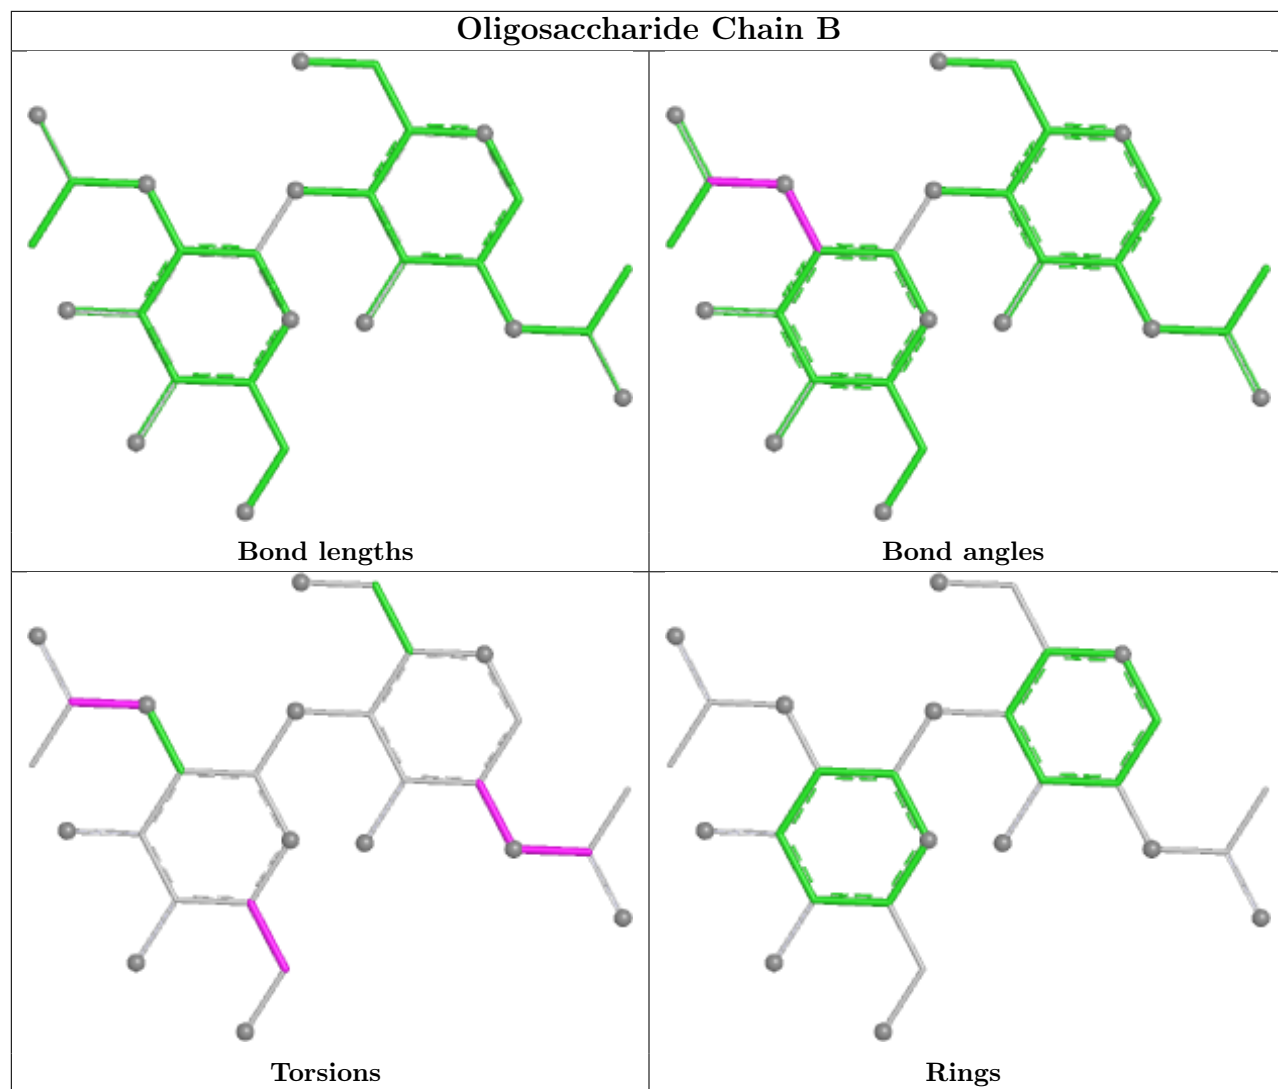 Oligosaccharide Chain B
Bond lengths
Bond angles
Torsions
Rings